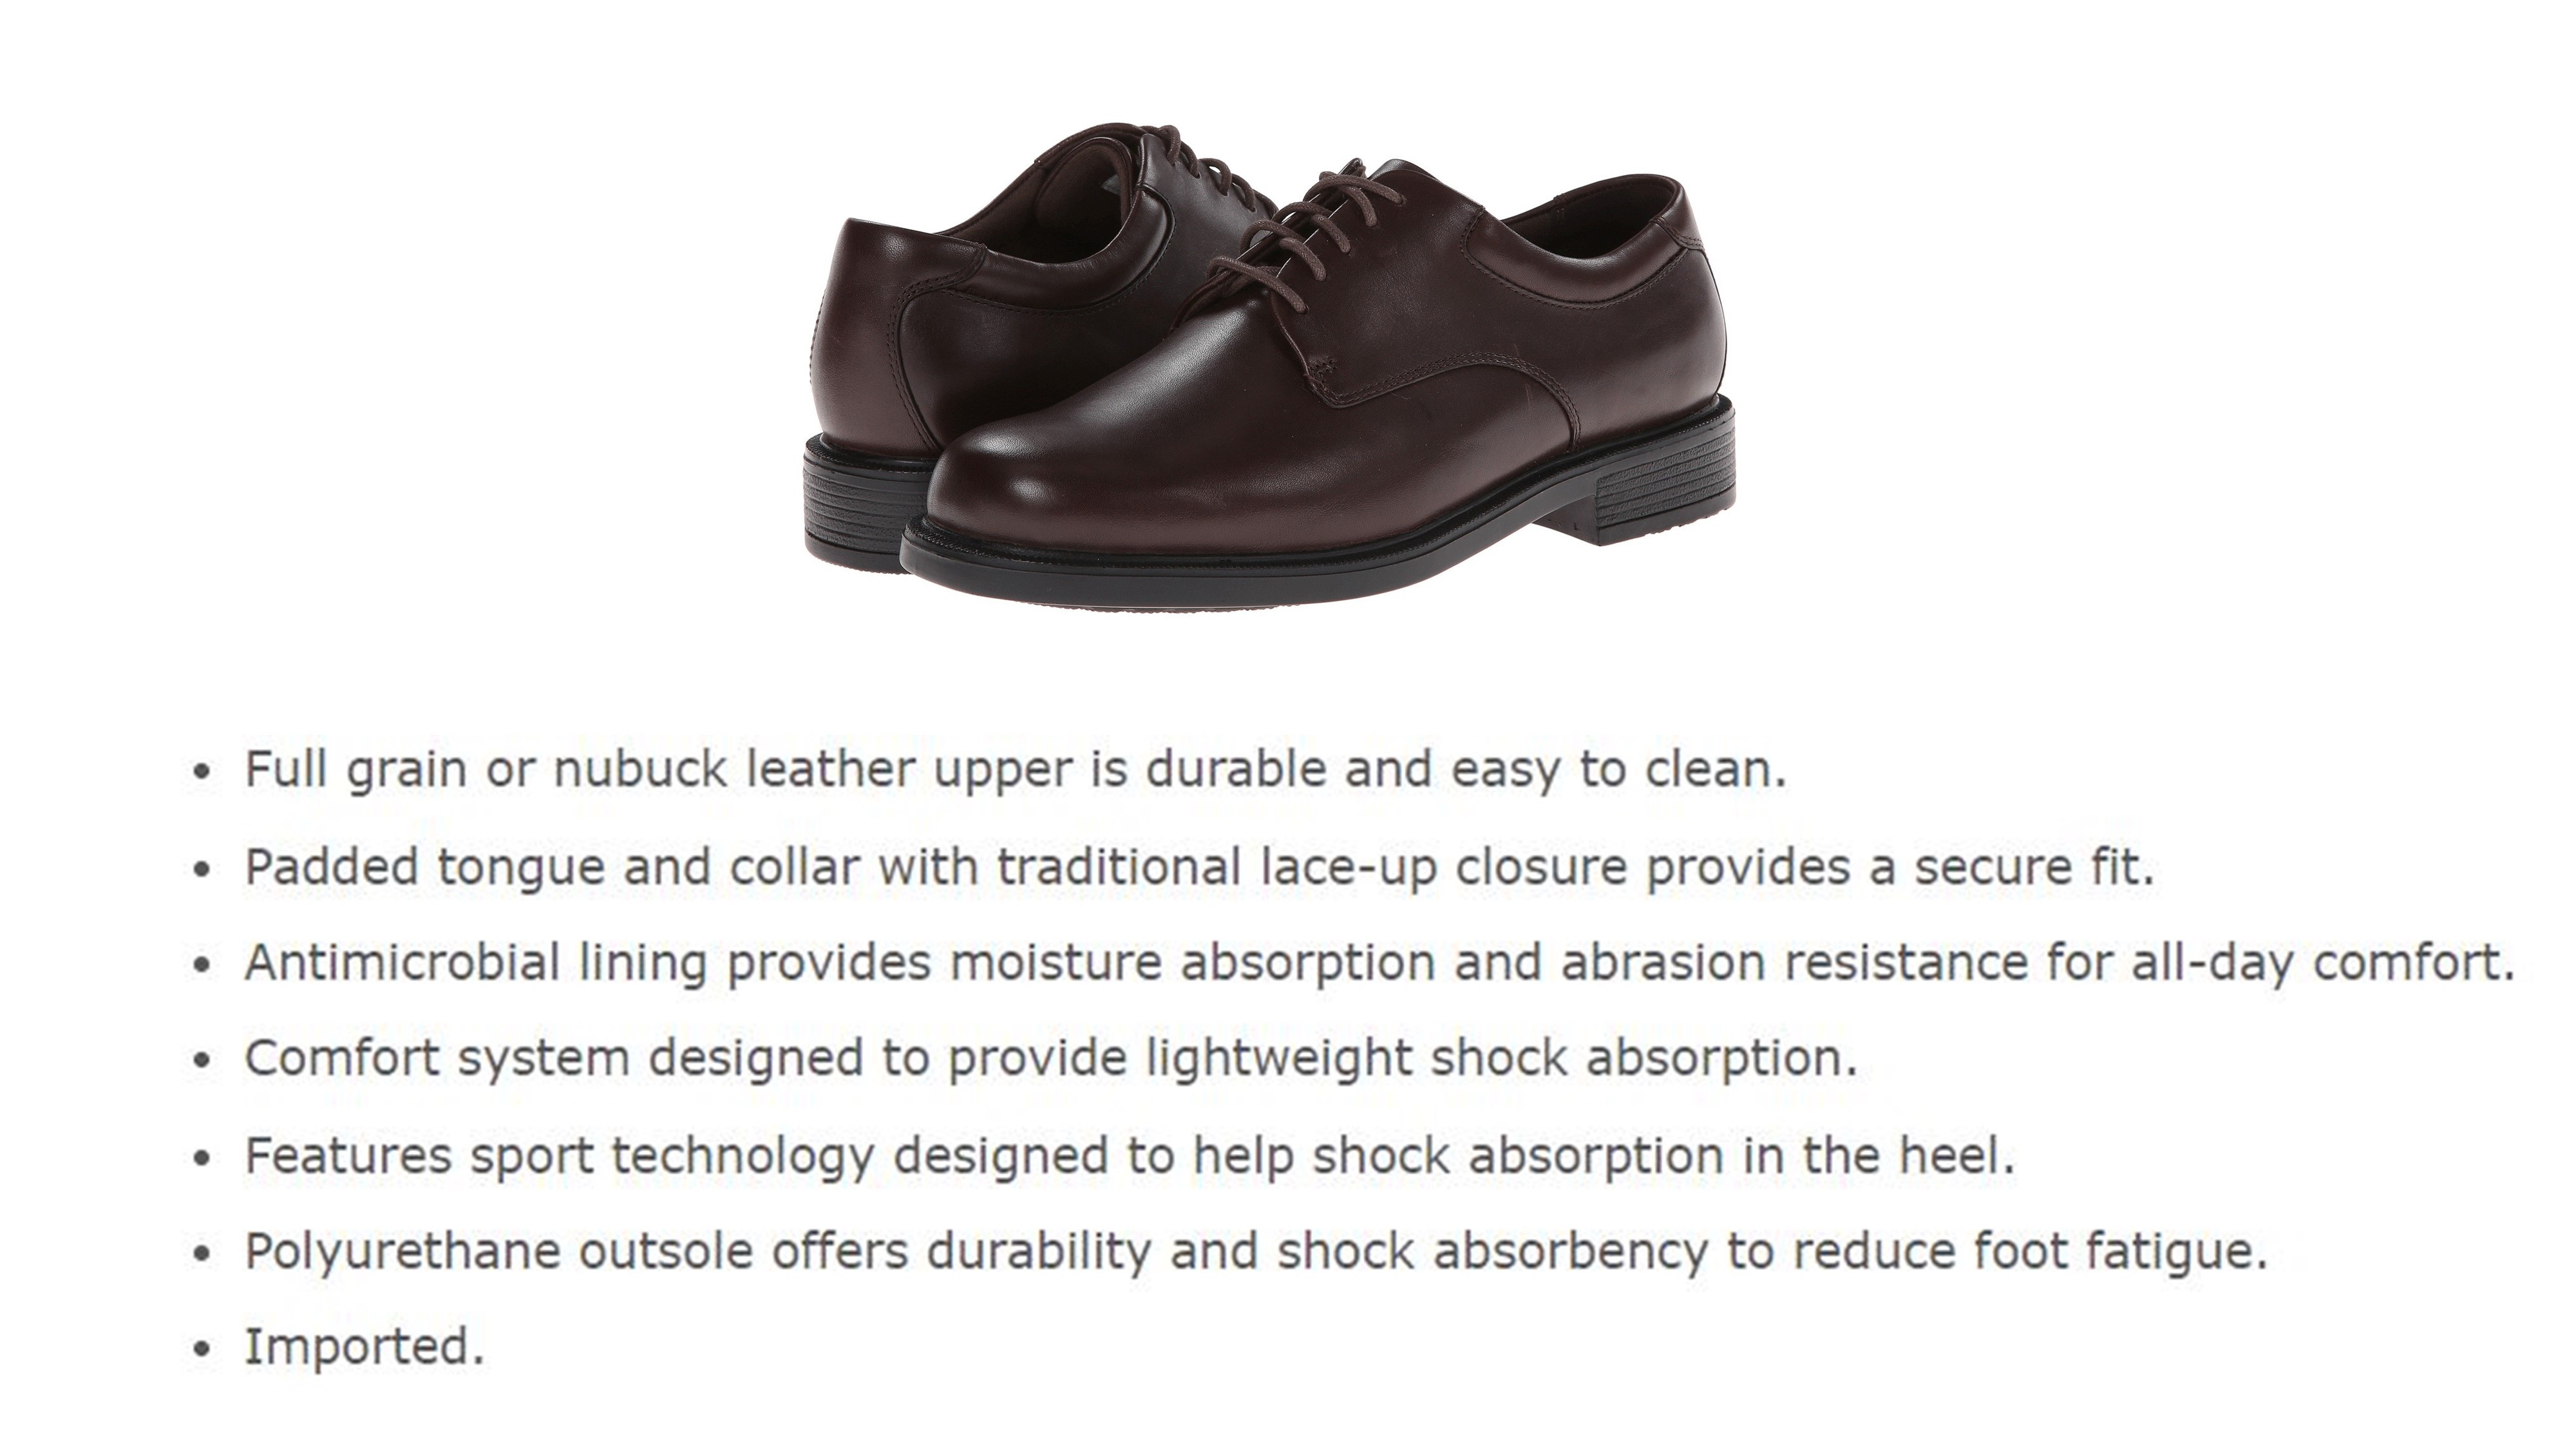 • Full grain or nubuck leather upper is durable and easy to clean.
• Padded tongue and collar with traditional lace-up closure provides a secure fit.
• Antimicrobial lining provides moisture absorption and abrasion resistance for all-day comfort.
• Comfort system designed to provide lightweight shock absorption.
• Features sport technology designed to help shock absorption in the heel.
• Polyurethane outsole offers durability and shock absorbency to reduce foot fatigue.
• Imported.